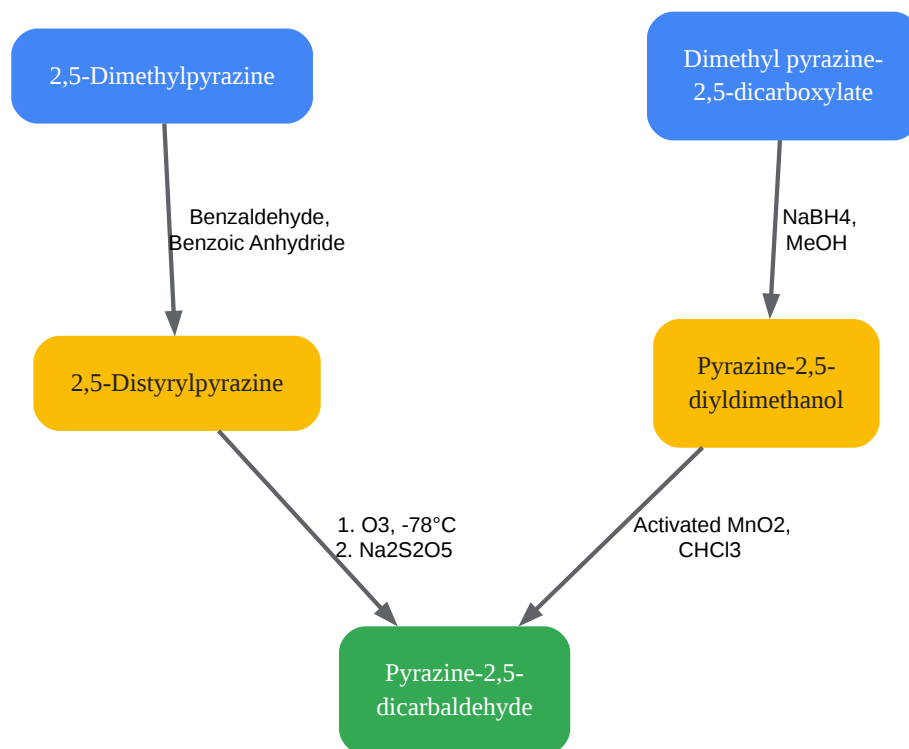 2,5-Dimethylpyrazine
Dimethyl pyrazine-
2,5-dicarboxylate
Benzaldehyde,
Benzoic Anhydride
NaBH4,
MeOH
2,5-Distyrylpyrazine
Pyrazine-2,5-
diyldimethanol
1. O3, -78°C
2. Na2S2O5
Activated MnO2,
CHCl3
Pyrazine-2,5-
dicarbaldehyde